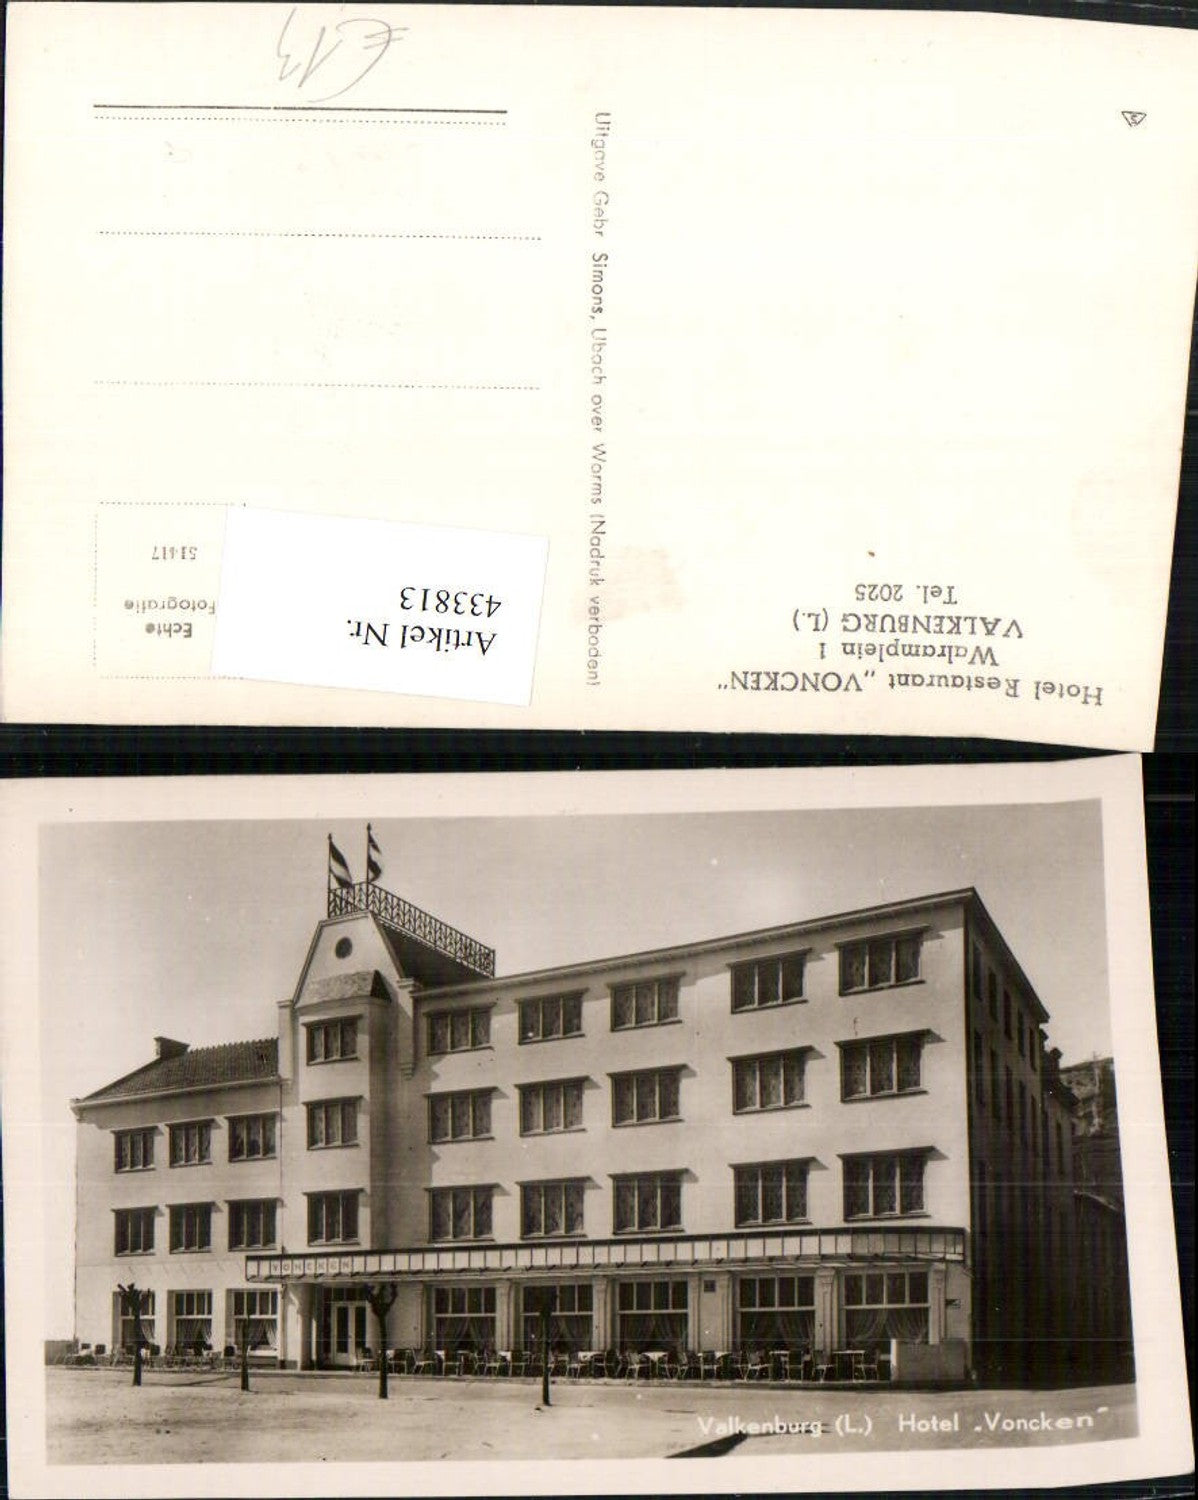 €13
Uitgave Gebr Simons, Ubach over Worms (Nadruk verboden)
Hotel Restaurant „VONCKEN"
Walramplein 1
VALKENBURG (L.)
Tel. 2025
Echte
Fotografie
51417
Artikel Nr.
433813
VONCKEN
Valkenburg (L.) Hotel „Voncken"